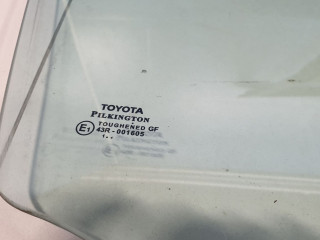 TOYOTA
PILKINGTON
TOUGHENED GF
E1 43R-001605